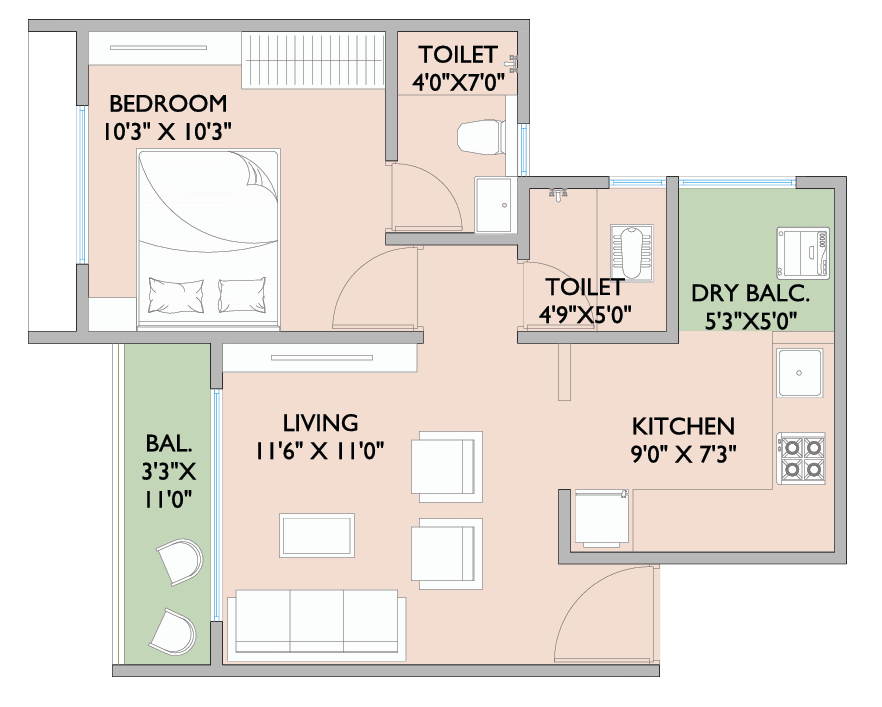 TOILET
4'0"X7'0"
BEDROOM
10'3" X 10'3"
TOILET
4'9"X5'0"
DRY BALC.
5'3"X5'0"
LIVING
11'6" X 11'0"
KITCHEN
9'0" X 7'3"
BAL.
3'3"X
11'0"